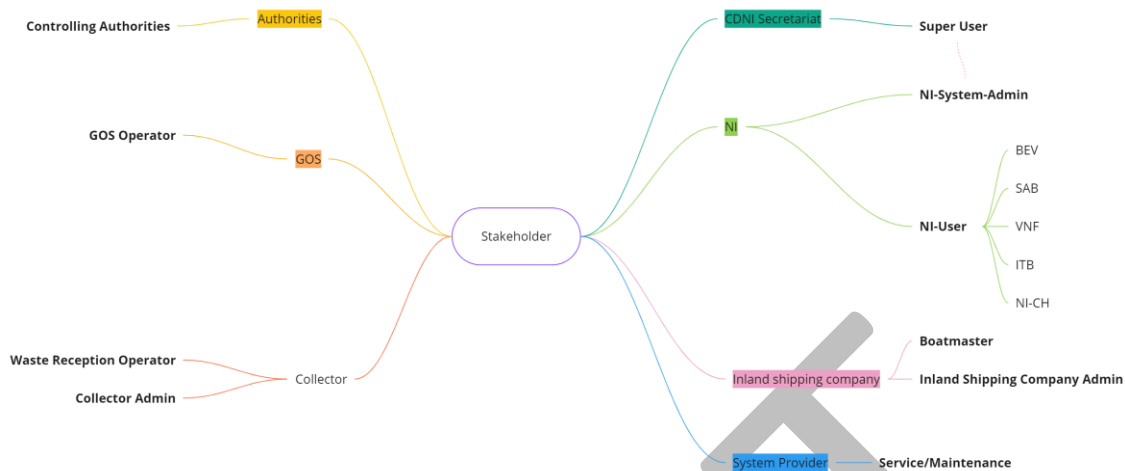 Authorities
Controlling Authorities
GOS Operator
GOS
Waste Reception Operator
Collector
Collector Admin
Stakeholder
CDNI Secretariat
Super User
NI-System-Admin
NI
BEV
SAB
NI-User
VNF
ITB
NI-CH
Boatmaster
Inland shipping company
Inland Shipping Company Admin
System Provider
Service/Maintenance